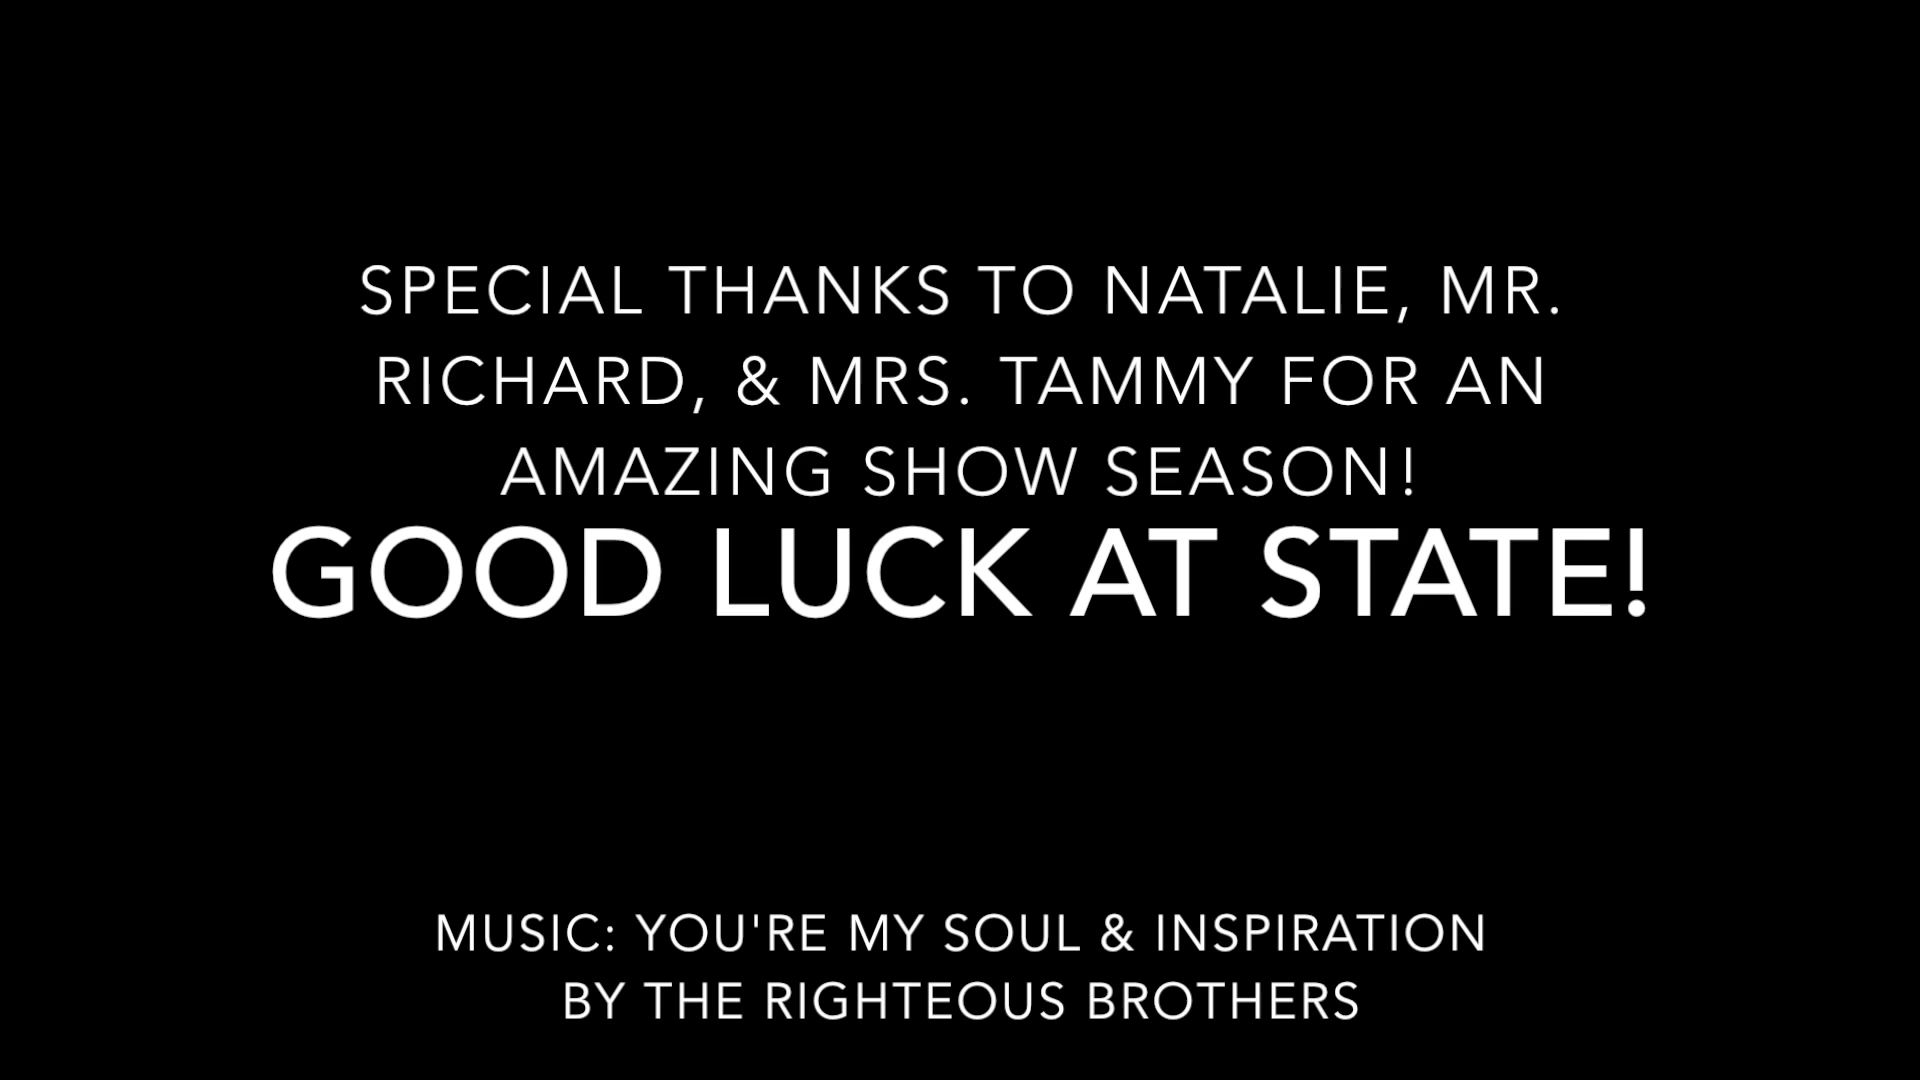 SPECIAL THANKS TO NATALIE, MR.
RICHARD, & MRS. TAMMY FOR AN
AMAZING SHOW SEASON!
GOOD LUCK AT STATE!
MUSIC: YOU'RE MY SOUL & INSPIRATION
BY THE RIGHTEOUS BROTHERS